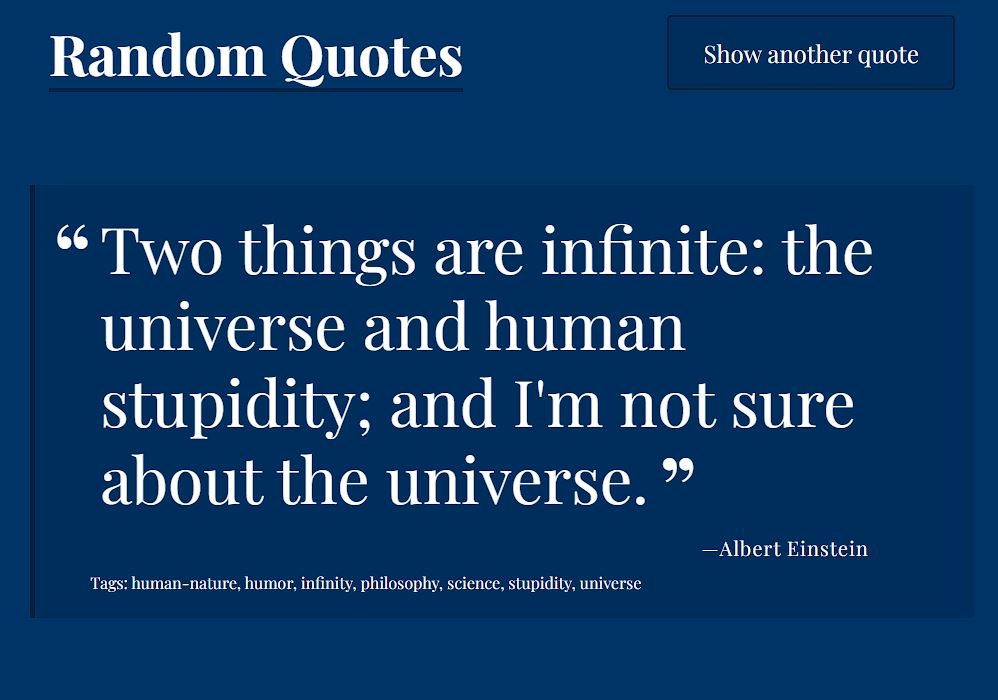 Random Quotes
Show another quote
“Two things are infinite: the
universe and human
stupidity; and I'm not sure
about the universe.”
—Albert Einstein
Tags: human-nature, humor, infinity, philosophy, science, stupidity, universe